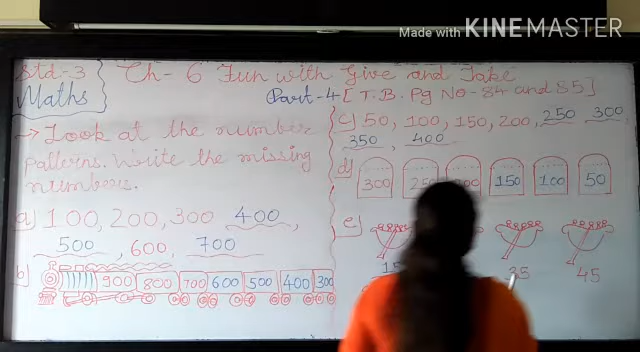 Made with KINEMASTER
Std-3
Maths
Ch-6 Fun with Give and Take
Part-4 [T.B. Pg No-84 and 85]
→ Look at the number
patterns. Write the missing
numbers.
a) 100, 200, 300 400
500, 600, 700
b) 900 800 700 600 500 400 300
c) 50, 100, 150, 200, 250 300
350, 400
d) 300 250 150 100 50
e) 15 35 45